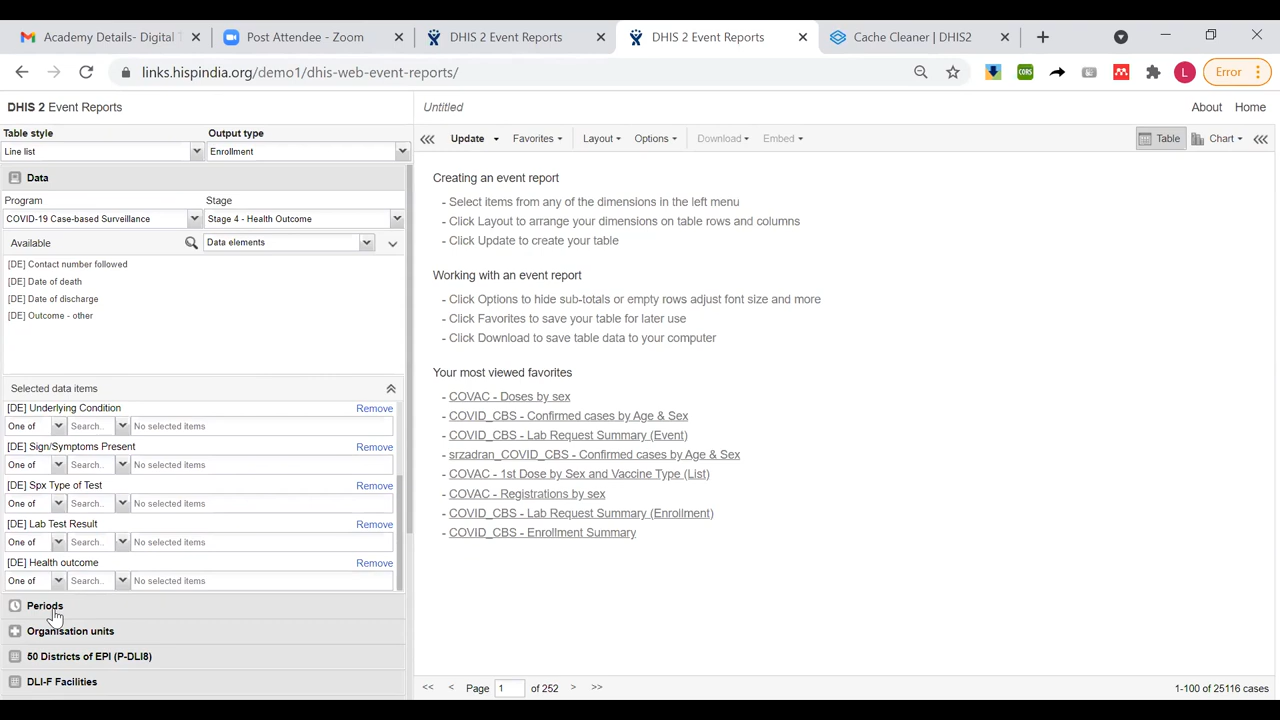 Academy Details- Digital T
Post Attendee - Zoom
DHIS 2 Event Reports
DHIS 2 Event Reports
Cache Cleaner | DHIS2
links.hispindia.org/demo1/dhis-web-event-reports/
CORS
L
Error
DHIS 2 Event Reports
Untitled
About
Home
Table style
Output type
Line list
Enrollment
Update
Favorites
Layout
Options
Download
Embed
Table
Chart
Data
Program
Stage
COVID-19 Case-based Surveillance
Stage 4 - Health Outcome
Available
Data elements
[DE] Contact number followed
[DE] Date of death
[DE] Date of discharge
[DE] Outcome - other
Selected data items
[DE] Underlying Condition
Remove
One of
Search..
No selected items
[DE] Sign/Symptoms Present
Remove
One of
Search..
No selected items
[DE] Spx Type of Test
Remove
One of
Search..
No selected items
[DE] Lab Test Result
Remove
One of
Search..
No selected items
[DE] Health outcome
Remove
One of
Search..
No selected items
Periods
Organisation units
50 Districts of EPI (P-DLI8)
DLI-F Facilities
Creating an event report
- Select items from any of the dimensions in the left menu
- Click Layout to arrange your dimensions on table rows and columns
- Click Update to create your table
Working with an event report
- Click Options to hide sub-totals or empty rows adjust font size and more
- Click Favorites to save your table for later use
- Click Download to save table data to your computer
Your most viewed favorites
- COVAC - Doses by sex
- COVID_CBS - Confirmed cases by Age & Sex
- COVID_CBS - Lab Request Summary (Event)
- srzadran_COVID_CBS - Confirmed cases by Age & Sex
- COVAC - 1st Dose by Sex and Vaccine Type (List)
- COVAC - Registrations by sex
- COVID_CBS - Lab Request Summary (Enrollment)
- COVID_CBS - Enrollment Summary
<< < Page 1 of 252 > >>
1-100 of 25116 cases